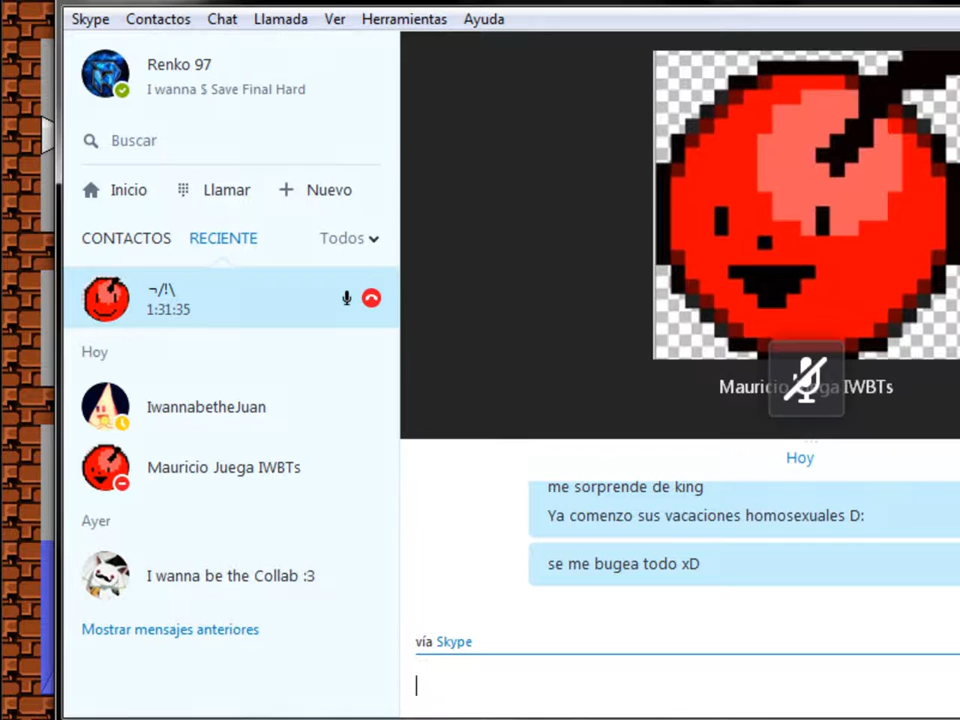 Skype Contactos Chat Llamada Ver Herramientas Ayuda
Renko 97
I wanna $ Save Final Hard
Buscar
Inicio Llamar Nuevo
CONTACTOS RECIENTE Todos
¬/!\
1:31:35
Hoy
IwannabetheJuan
Mauricio Juega IWBTs
Ayer
I wanna be the Collab :3
Mostrar mensajes anteriores
Mauricio Juega IWBTs
Hoy
me sorprende de king
Ya comenzo sus vacaciones homosexuales D:
se me bugea todo xD
vía Skype